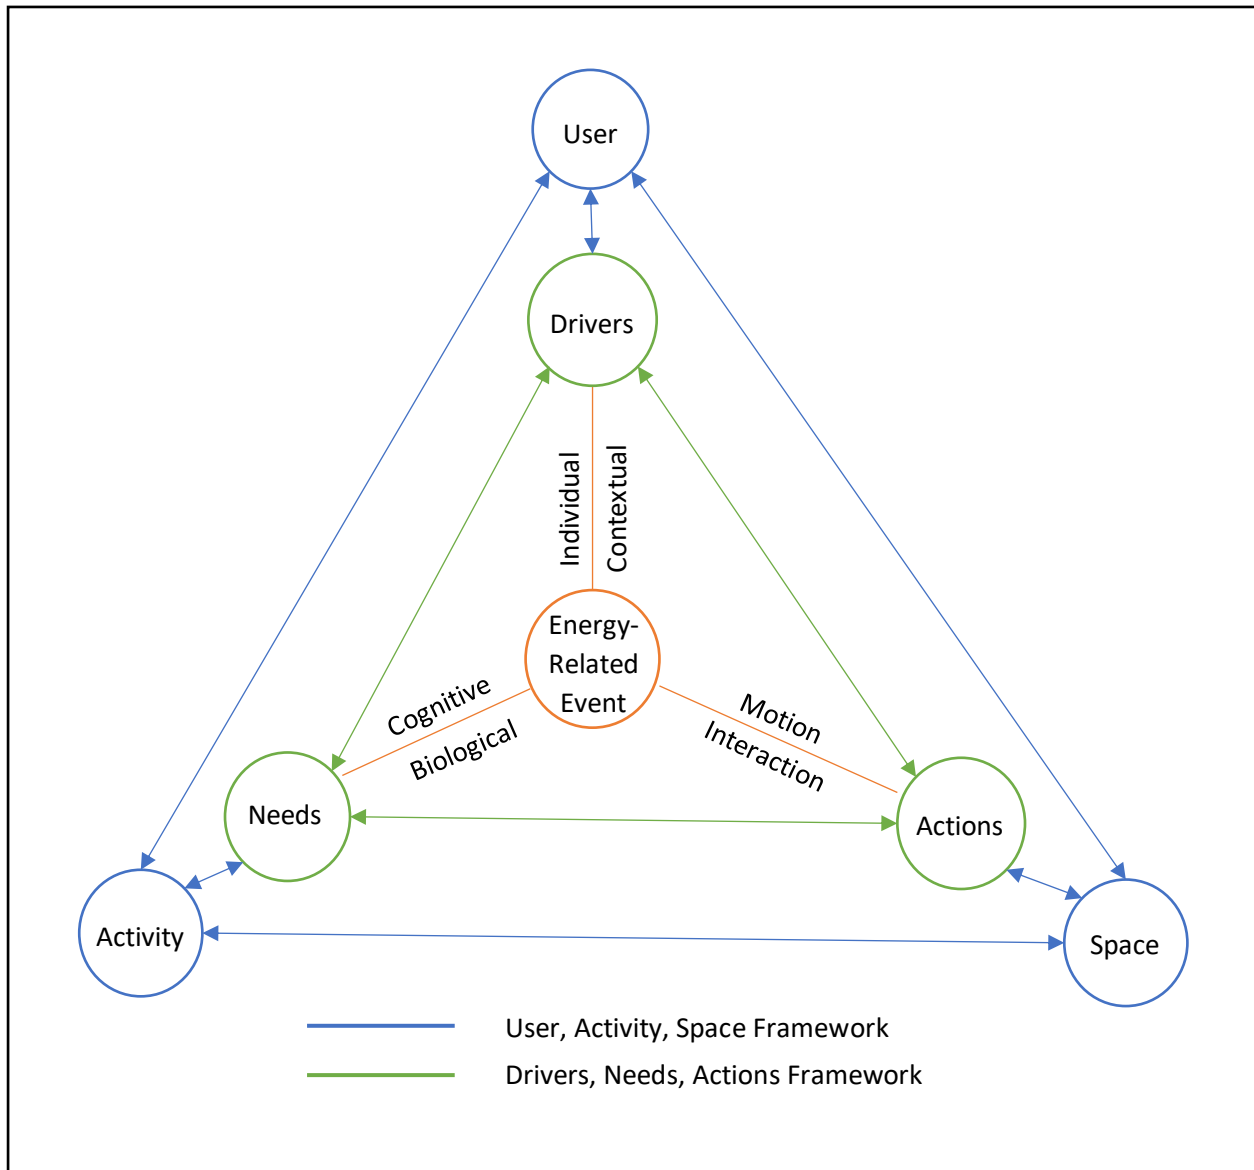 User
Drivers
Individual
Contextual
Energy-
Related
Event
Cognitive
Biological
Motion
Interaction
Needs
Actions
Activity
Space
User, Activity, Space Framework
Drivers, Needs, Actions Framework